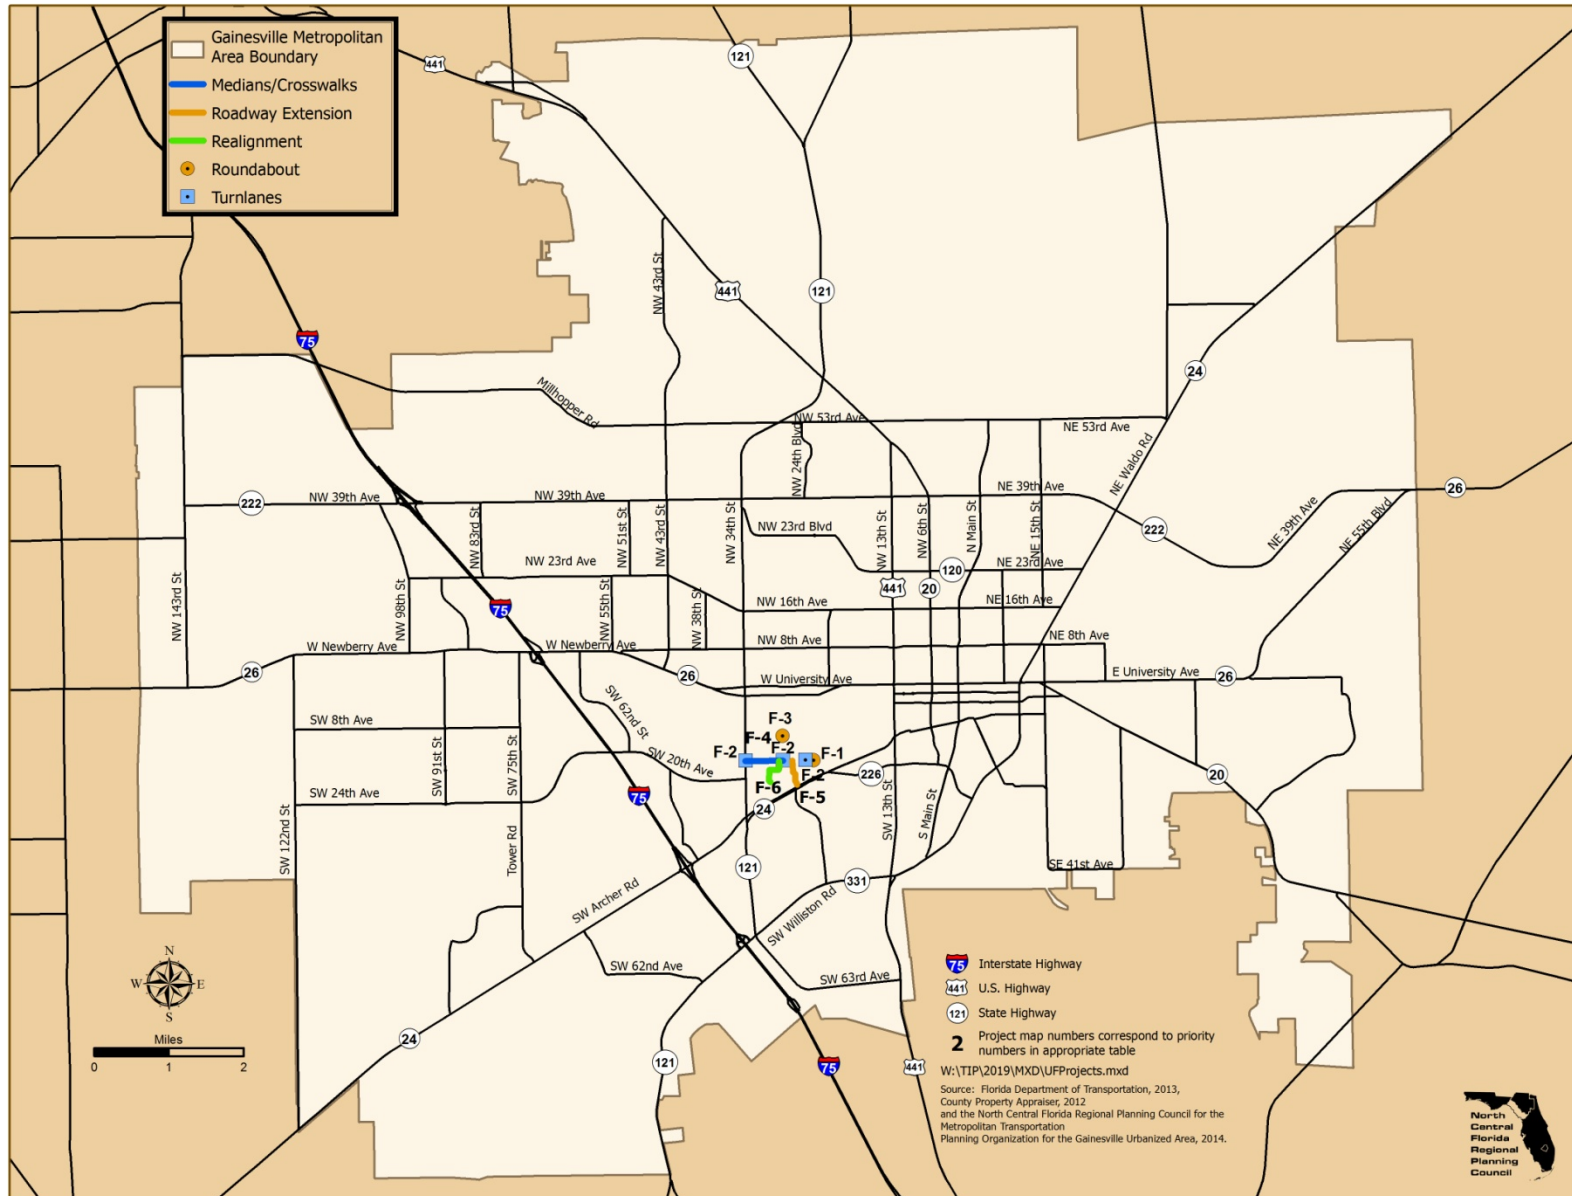 Gainesville Metropolitan
Area Boundary
Medians/Crosswalks
Roadway Extension
Realignment
Roundabout
Turnlanes
441
121
441
121
75
24
NW 43rd St
Millhopper Rd
NW 53rd Ave
NE 53rd Ave
NW 24th Blvd
NE Waldo Rd
222
NW 39th Ave
NW 39th Ave
NE 39th Ave
26
222
NE 39th Ave
NE 55th Blvd
NW 83rd St
NW 51st St
NW 43rd St
NW 34th St
NW 23rd Blvd
NW 13th St
NW 6th St
N Main St
NE 15th St
NW 23rd Ave
120
NE 23rd Ave
441
20
75
NW 143rd St
NW 98th St
NW 55th St
NW 38th St
NW 16th Ave
NE 16th Ave
W Newberry Ave
W Newberry Ave
NW 8th Ave
NE 8th Ave
26
26
W University Ave
E University Ave
26
SW 62nd St
SW 8th Ave
F-3
F-4
F-2
F-2
F-1
SW 91st St
SW 75th St
SW 20th Ave
F-2
226
20
F-6
F-5
SW 24th Ave
75
24
SW 13th St
S Main St
SW 122nd St
Tower Rd
121
SE 41st Ave
331
SW Archer Rd
SW Williston Rd
SW 62nd Ave
SW 63rd Ave
24
121
75
441
N
W
E
S
Miles
0
1
2
75
Interstate Highway
441
U.S. Highway
121
State Highway
2
Project map numbers correspond to priority
numbers in appropriate table
W:\TIP\2019\MXD\UFProjects.mxd
Source: Florida Department of Transportation, 2013,
County Property Appraiser, 2012
and the North Central Florida Regional Planning Council for the
Metropolitan Transportation
Planning Organization for the Gainesville Urbanized Area, 2014.
North
Central
Florida
Regional
Planning
Council